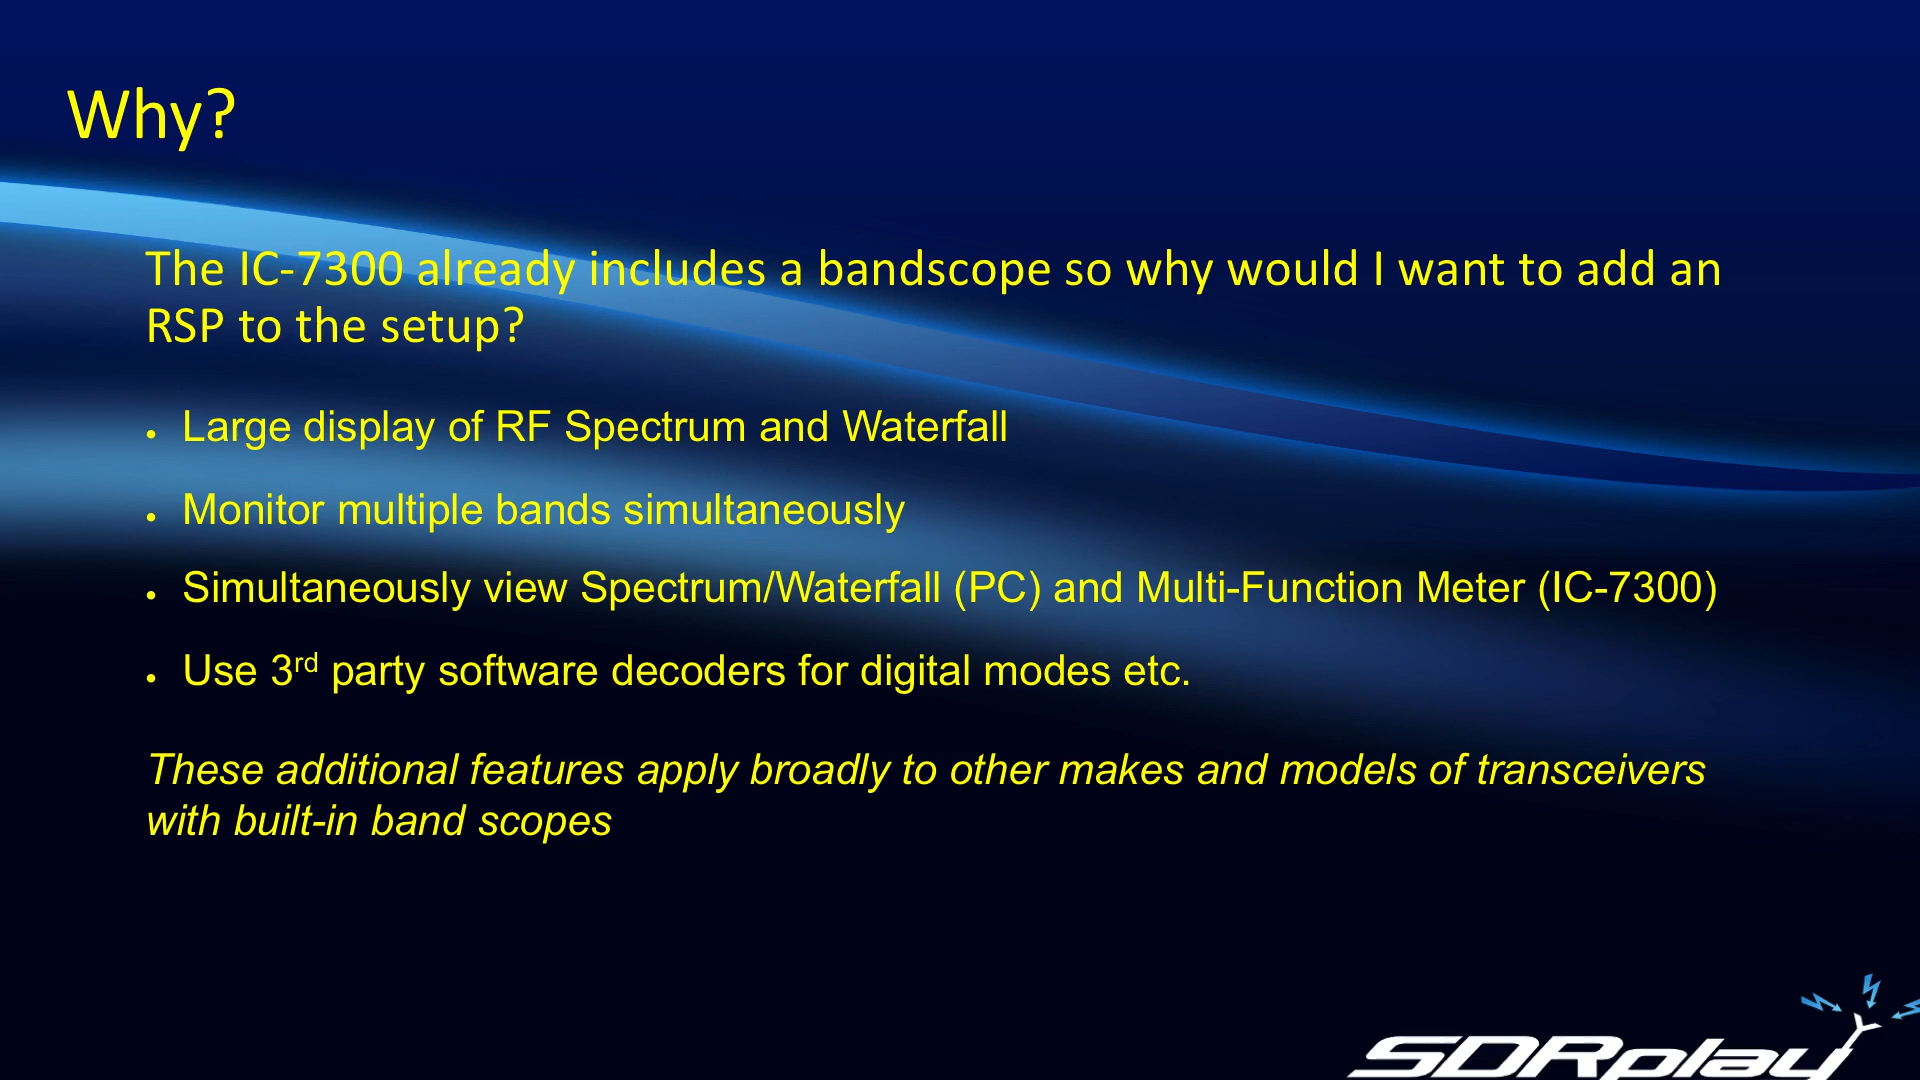 Why?
The IC-7300 already includes a bandscope so why would I want to add an
RSP to the setup?
• Large display of RF Spectrum and Waterfall
• Monitor multiple bands simultaneously
• Simultaneously view Spectrum/Waterfall (PC) and Multi-Function Meter (IC-7300)
• Use 3rd party software decoders for digital modes etc.
These additional features apply broadly to other makes and models of transceivers
with built-in band scopes
SDRplay